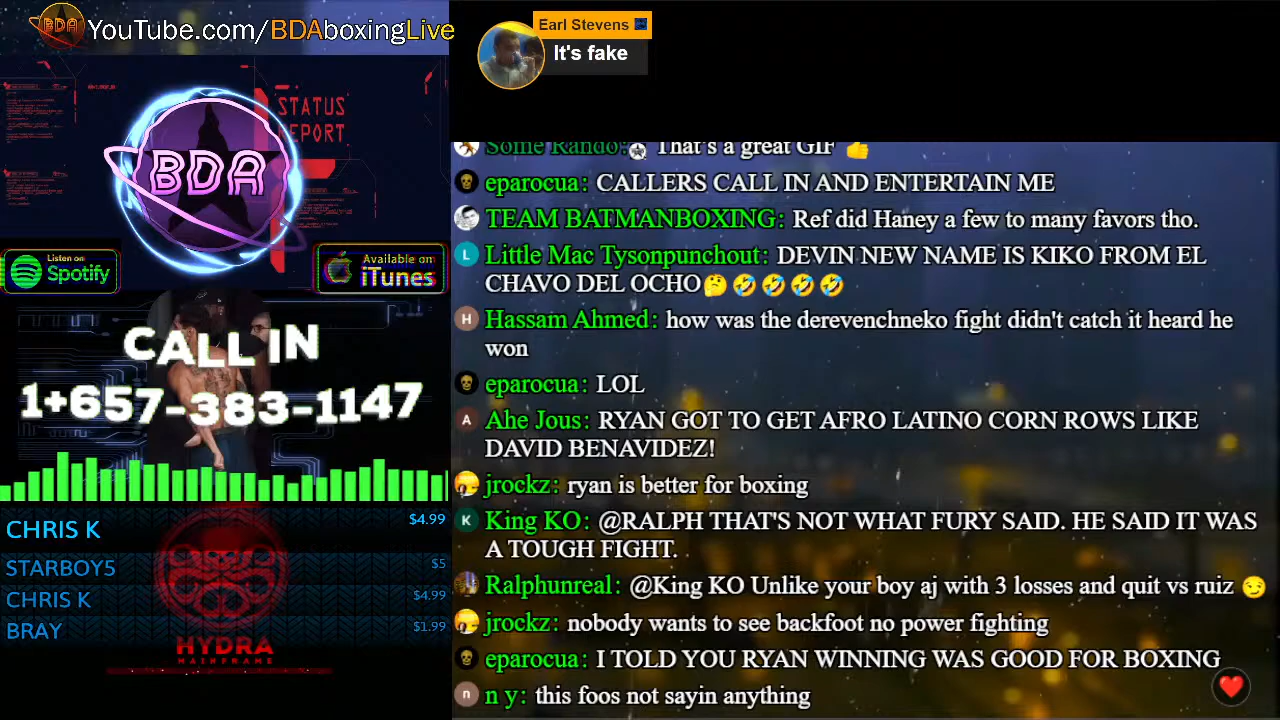 YouTube.com/BDAboxingLive
BDA
STATUS
REPORT
BDA
Listen on
Spotify
Available on
iTunes
CALL IN
1+657-383-1147
CHRIS K $4.99
STARBOY5 $5
CHRIS K $4.99
BRAY $1.99
HYDRA
MAINFRAME
Earl Stevens
It's fake
Some Rando: That's a great GIF 👍
eparocua: CALLERS CALL IN AND ENTERTAIN ME
TEAM BATMANBOXING: Ref did Haney a few to many favors tho.
L Little Mac Tysonpunchout: DEVIN NEW NAME IS KIKO FROM EL
CHAVO DEL OCHO🤔🤣🤣🤣🤣
H Hassam Ahmed: how was the derevenchneko fight didn't catch it heard he
won
eparocua: LOL
A Ahe Jous: RYAN GOT TO GET AFRO LATINO CORN ROWS LIKE
DAVID BENAVIDEZ!
jrockz: ryan is better for boxing
K King KO: @RALPH THAT'S NOT WHAT FURY SAID. HE SAID IT WAS
A TOUGH FIGHT.
Ralphunreal: @King KO Unlike your boy aj with 3 losses and quit vs ruiz 😏
jrockz: nobody wants to see backfoot no power fighting
eparocua: I TOLD YOU RYAN WINNING WAS GOOD FOR BOXING
n n y: this foos not sayin anything